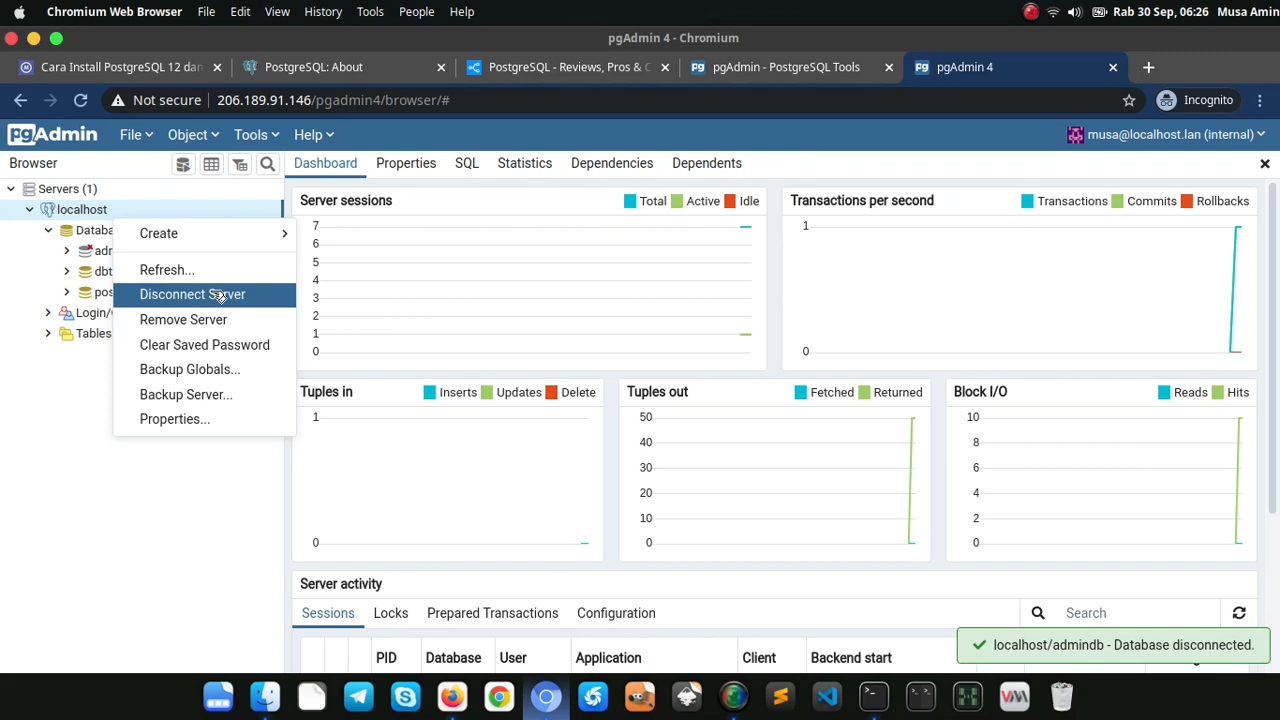 Chromium Web Browser File Edit View History Tools People Help Rab 30 Sep, 06:26 Musa Amin
pgAdmin 4 - Chromium
Cara Install PostgreSQL 12 dan
PostgreSQL: About
PostgreSQL - Reviews, Pros & C
pgAdmin - PostgreSQL Tools
pgAdmin 4
Not secure 206.189.91.146/pgadmin4/browser/# Incognito
pgAdmin File Object Tools Help musa@localhost.lan (internal)
Browser
Dashboard Properties SQL Statistics Dependencies Dependents
Servers (1)
localhost
Databa
adr
dbt
pos
Login/
Tables
Create
Refresh...
Disconnect Server
Remove Server
Clear Saved Password
Backup Globals...
Backup Server...
Properties...
Server sessions Total Active Idle
7
6
5
4
3
2
1
0
Transactions per second Transactions Commits Rollbacks
1
0
Tuples in Inserts Updates Delete
1
0
Tuples out Fetched Returned
50
40
30
20
10
0
Block I/O Reads Hits
10
8
6
4
2
0
Server activity
Sessions Locks Prepared Transactions Configuration Search
PID Database User Application Client Backend start
localhost/admindb - Database disconnected.